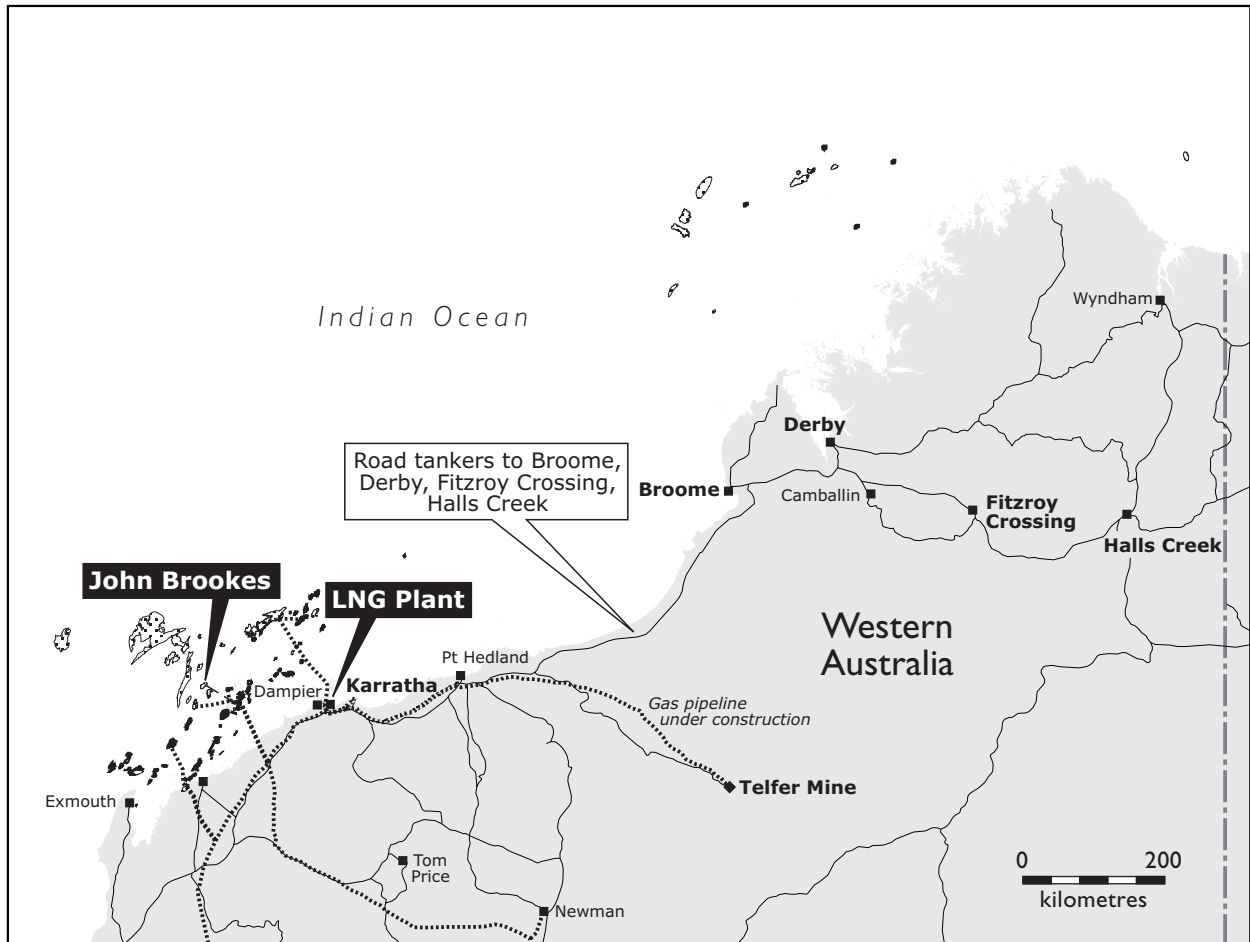 Indian Ocean
Wyndham
Derby
Road tankers to Broome,
Derby, Fitzroy Crossing,
Halls Creek
Broome
Camballin
Fitzroy
Crossing
Halls Creek
John Brookes
LNG Plant
Western
Australia
Pt Hedland
Dampier
Karratha
Gas pipeline
under construction
Telfer Mine
Exmouth
Tom
Price
Newman
0 200
kilometres